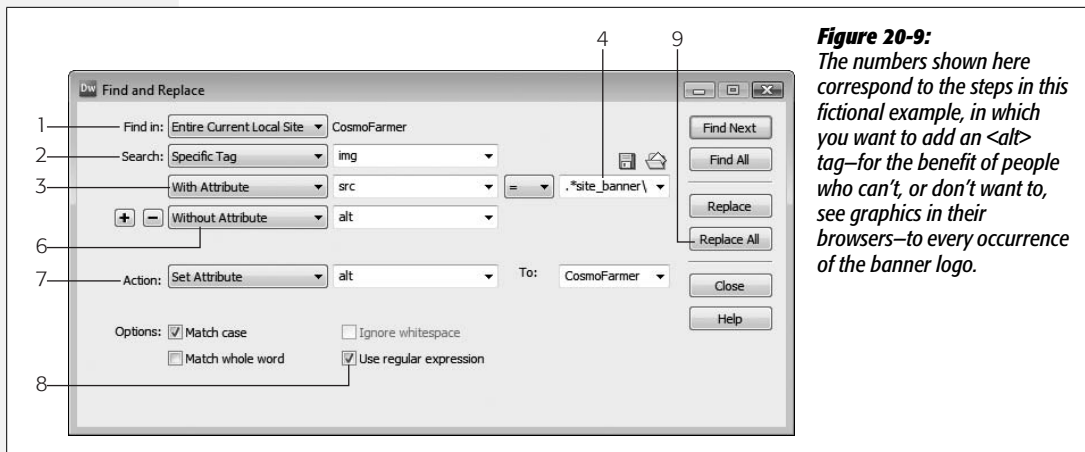 4
9
Dw Find and Replace
1 Find in: Entire Current Local Site CosmoFarmer Find Next
2 Search: Specific Tag img Find All
3 With Attribute src = .*site_banner\ Replace
+ - Without Attribute alt Replace All
6
7 Action: Set Attribute alt To: CosmoFarmer Close
Help
Options: Match case Ignore whitespace
Match whole word Use regular expression
8
Figure 20-9:
The numbers shown here
correspond to the steps in this
fictional example, in which
you want to add an <alt>
tag—for the benefit of people
who can't, or don't want to,
see graphics in their
browsers—to every occurrence
of the banner logo.